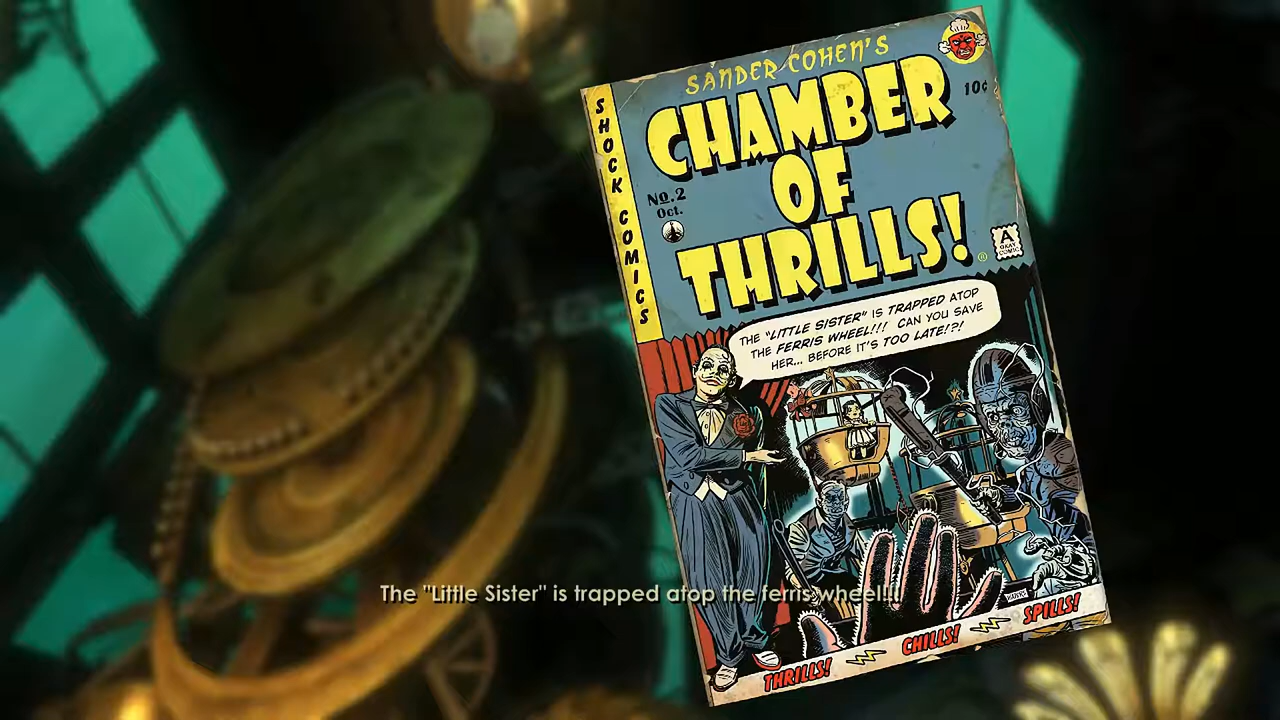 SANDER COHEN'S
CHAMBER
OF
THRILLS!
10¢
SHOCK COMICS
No.2
Oct.
A
OKAY
COMIC
®
THE "LITTLE SISTER" IS TRAPPED ATOP
THE FERRIS WHEEL!!! CAN YOU SAVE
HER... BEFORE IT'S TOO LATE!?!
The "Little Sister" is trapped atop the ferris wheel!!!
THRILLS! CHILLS! SPILLS!